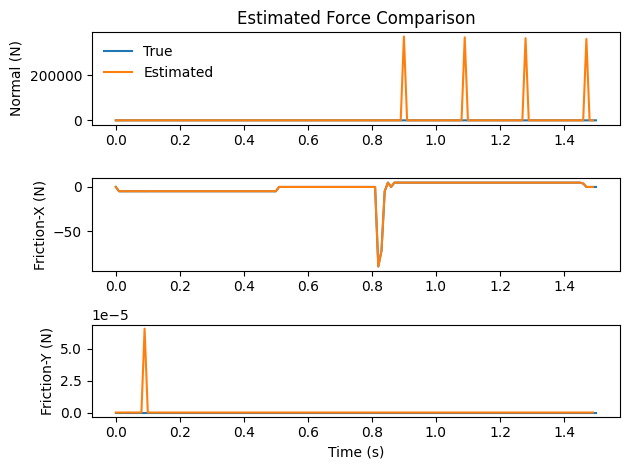 Estimated Force Comparison
Normal (N)
True
Estimated
200000
0
0.0 0.2 0.4 0.6 0.8 1.0 1.2 1.4
Friction-X (N)
0
−50
0.0 0.2 0.4 0.6 0.8 1.0 1.2 1.4
1e−5
Friction-Y (N)
5.0
2.5
0.0
0.0 0.2 0.4 0.6 0.8 1.0 1.2 1.4
Time (s)